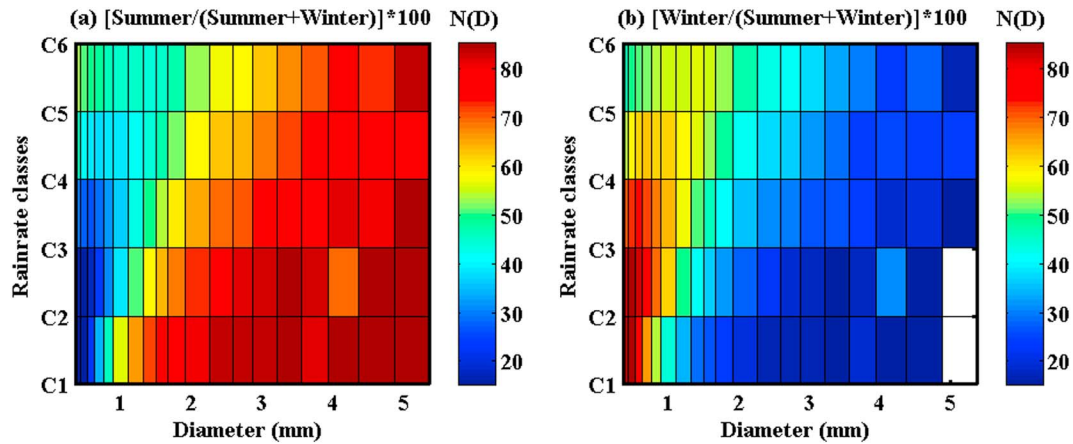 (a) [Summer/(Summer+Winter)]*100 N(D)
Rainrate classes
C6
C5
C4
C3
C2
C1
1 2 3 4 5
Diameter (mm)
80
70
60
50
40
30
20
(b) [Winter/(Summer+Winter)]*100 N(D)
Rainrate classes
C6
C5
C4
C3
C2
C1
1 2 3 4 5
Diameter (mm)
80
70
60
50
40
30
20